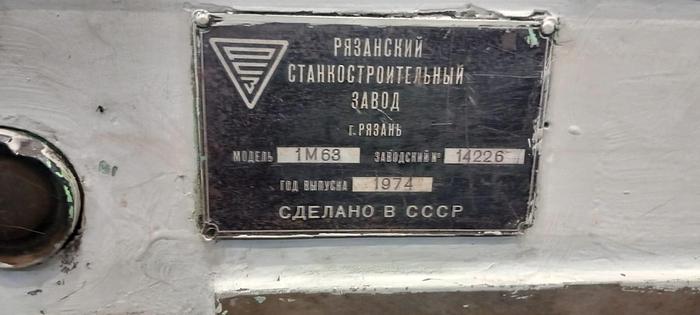 РЯЗАНСКИЙ
СТАНКОСТРОИТЕЛЬНЫЙ
ЗАВОД
г. РЯЗАНЬ
МОДЕЛЬ 1М63 ЗАВОДСКИЙ № 14226
ГОД ВЫПУСКА 1974
СДЕЛАНО В СССР